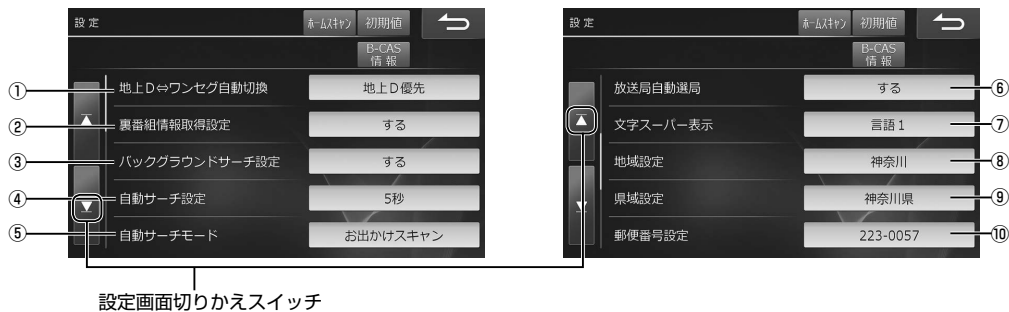 設定 ホームスキャン 初期値
B-CAS
情報
① 地上D⇔ワンセグ自動切換 地上D優先
② 裏番組情報取得設定 する
③ バックグラウンドサーチ設定 する
④ 自動サーチ設定 5秒
⑤ 自動サーチモード お出かけスキャン
設定 ホームスキャン 初期値
B-CAS
情報
放送局自動選局 する ⑥
文字スーパー表示 言語1 ⑦
地域設定 神奈川 ⑧
県域設定 神奈川県 ⑨
郵便番号設定 223-0057 ⑩
設定画面切りかえスイッチ